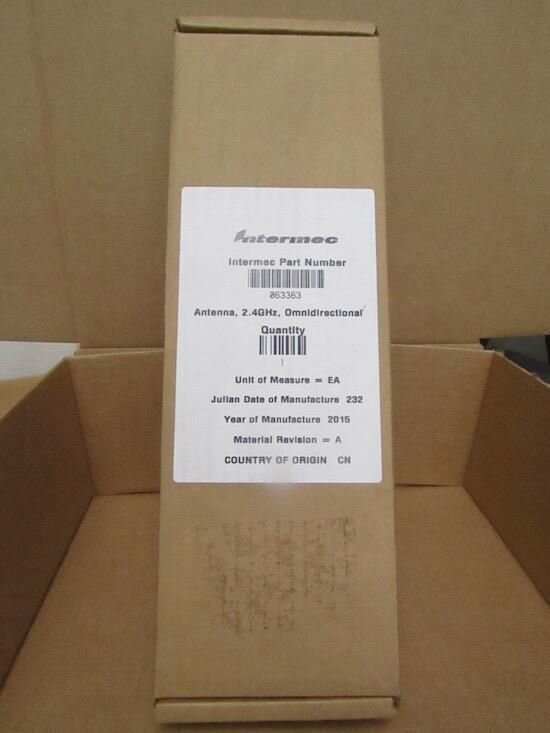 Intermec
Intermec Part Number
063363
Antenna, 2.4GHz, Omnidirectional
Quantity
1
Unit of Measure = EA
Julian Date of Manufacture 232
Year of Manufacture 2015
Material Revision = A
COUNTRY OF ORIGIN CN